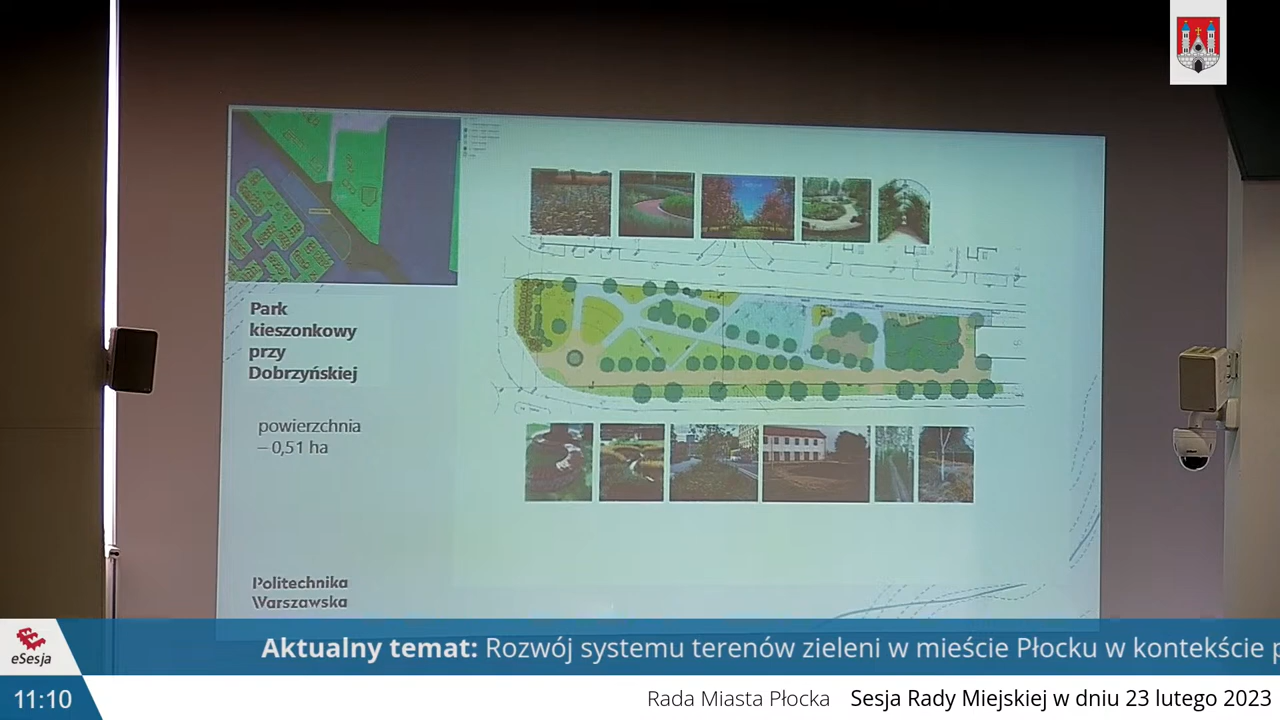 Park
kieszonkowy
przy
Dobrzyńskiej
powierzchnia
– 0,51 ha
Politechnika
Warszawska
eSesja
Aktualny temat: Rozwój systemu terenów zieleni w mieście Płocku w kontekście
11:10
Rada Miasta Płocka Sesja Rady Miejskiej w dniu 23 lutego 2023